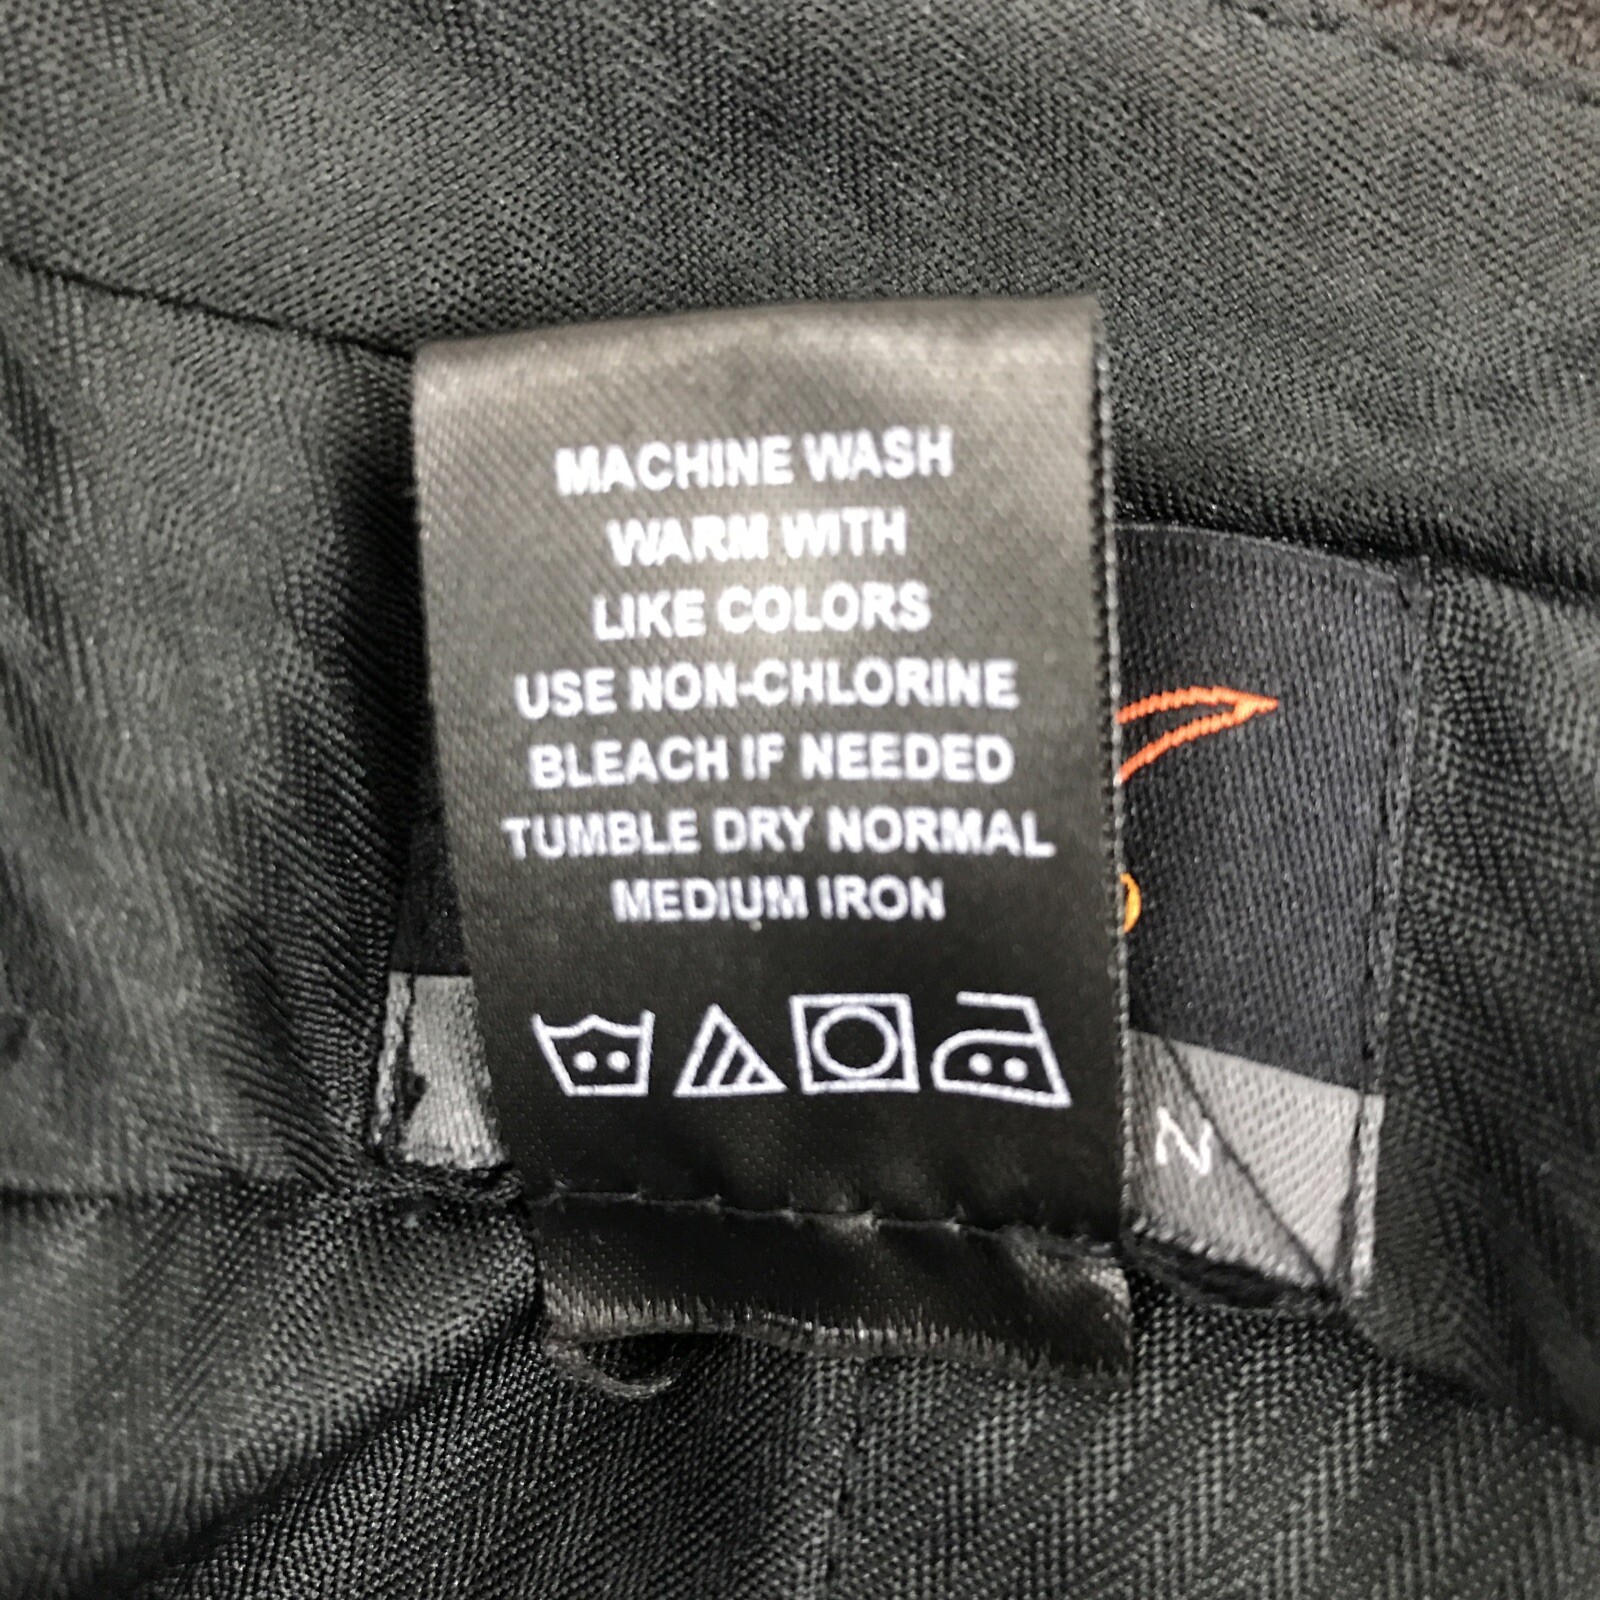 MACHINE WASH
WARM WITH
LIKE COLORS
USE NON-CHLORINE
BLEACH IF NEEDED
TUMBLE DRY NORMAL
MEDIUM IRON
N